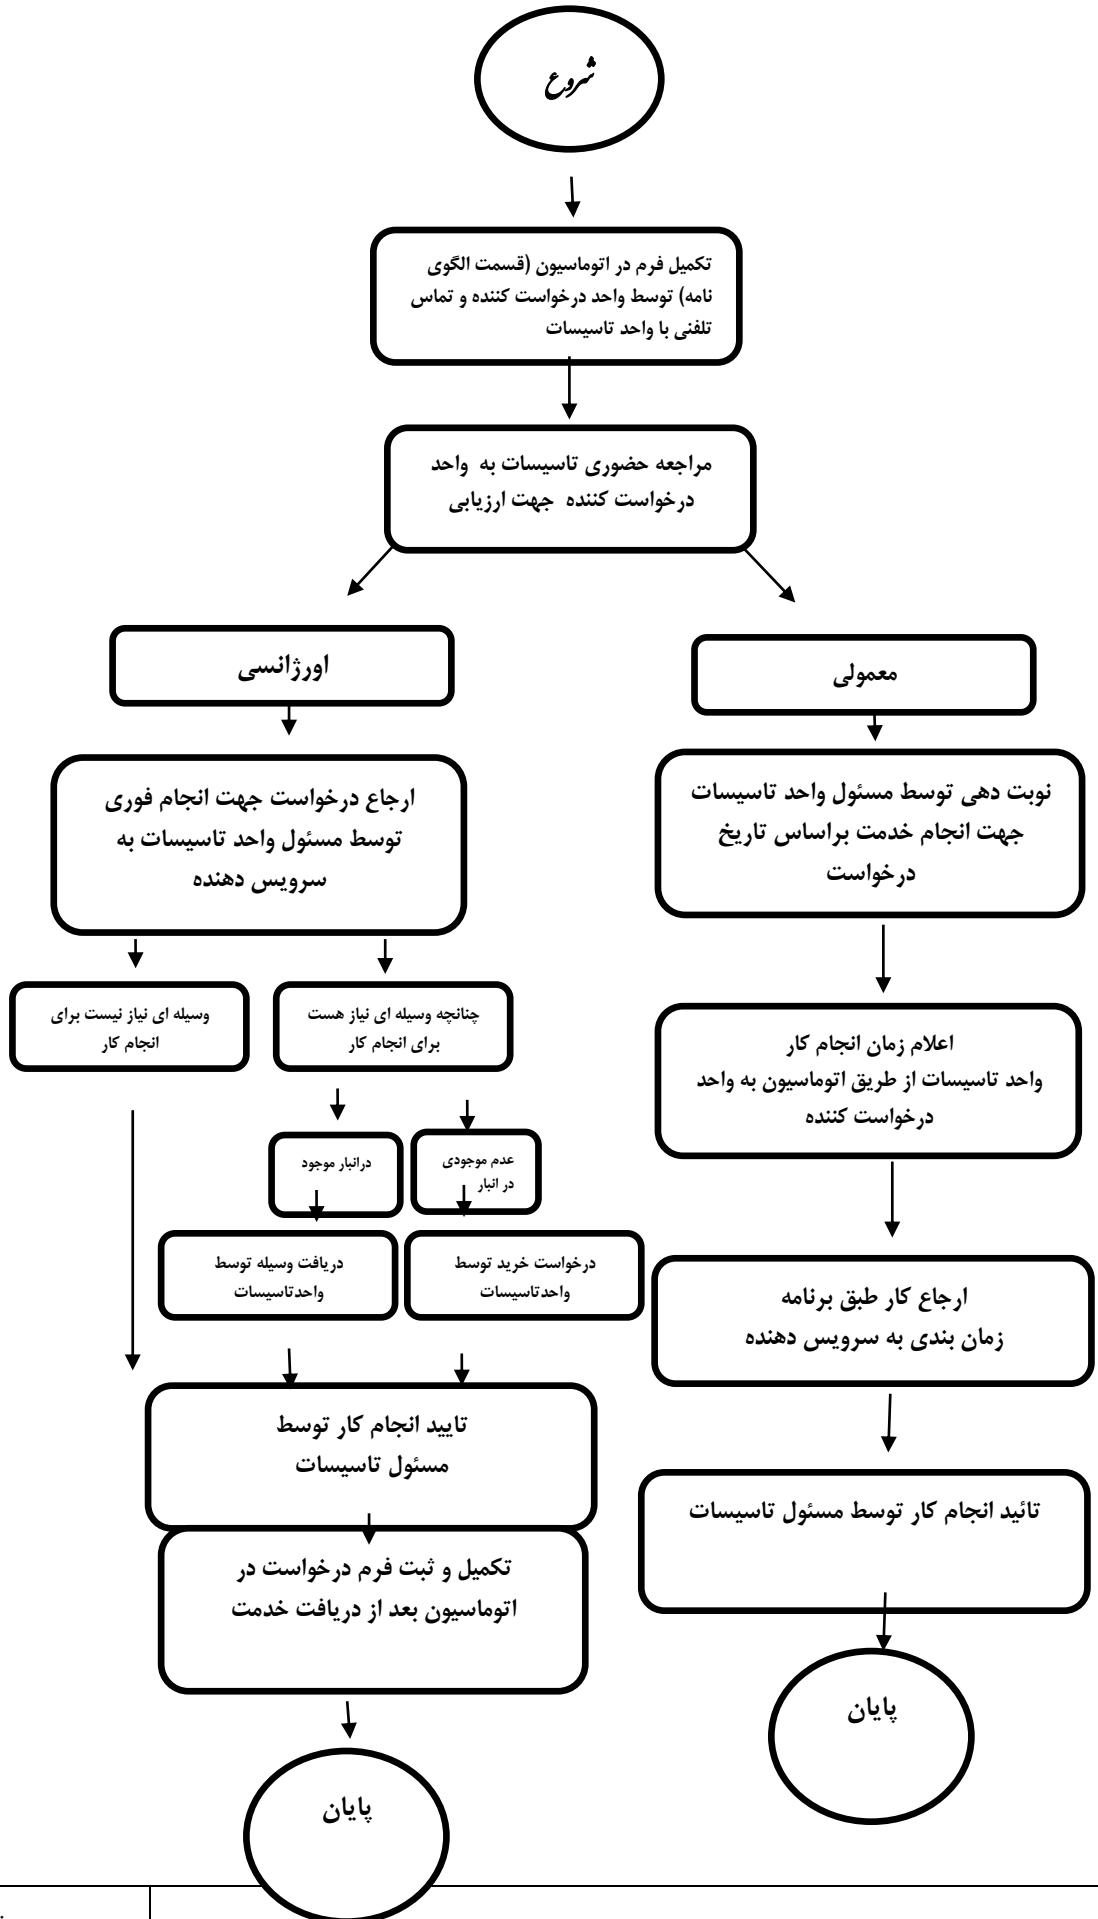 شروع
تکمیل فرم در اتوماسیون (قسمت الگوی
نامه) توسط واحد درخواست کننده و تماس
تلفنی با واحد تاسیسات
مراجعه حضوری تاسیسات به واحد
درخواست کننده جهت ارزیابی
معمولی
نوبت دهی توسط مسئول واحد تاسیسات
جهت انجام خدمت براساس تاریخ
درخواست
اعلام زمان انجام کار
واحد تاسیسات از طریق اتوماسیون به واحد
درخواست کننده
ارجاع کار طبق برنامه
زمان بندی به سرویس دهنده
تائید انجام کار توسط مسئول تاسیسات
پایان
اورژانسی
ارجاع درخواست جهت انجام فوری
توسط مسئول واحد تاسیسات به
سرویس دهنده
چنانچه وسیله ای نیاز هست
برای انجام کار
وسیله ای نیاز نیست برای
انجام کار
عدم موجودی
در انبار
درانبار موجود
درخواست خرید توسط
واحدتاسیسات
دریافت وسیله توسط
واحدتاسیسات
تایید انجام کار توسط
مسئول تاسیسات
تکمیل و ثبت فرم درخواست در
اتوماسیون بعد از دریافت خدمت
پایان